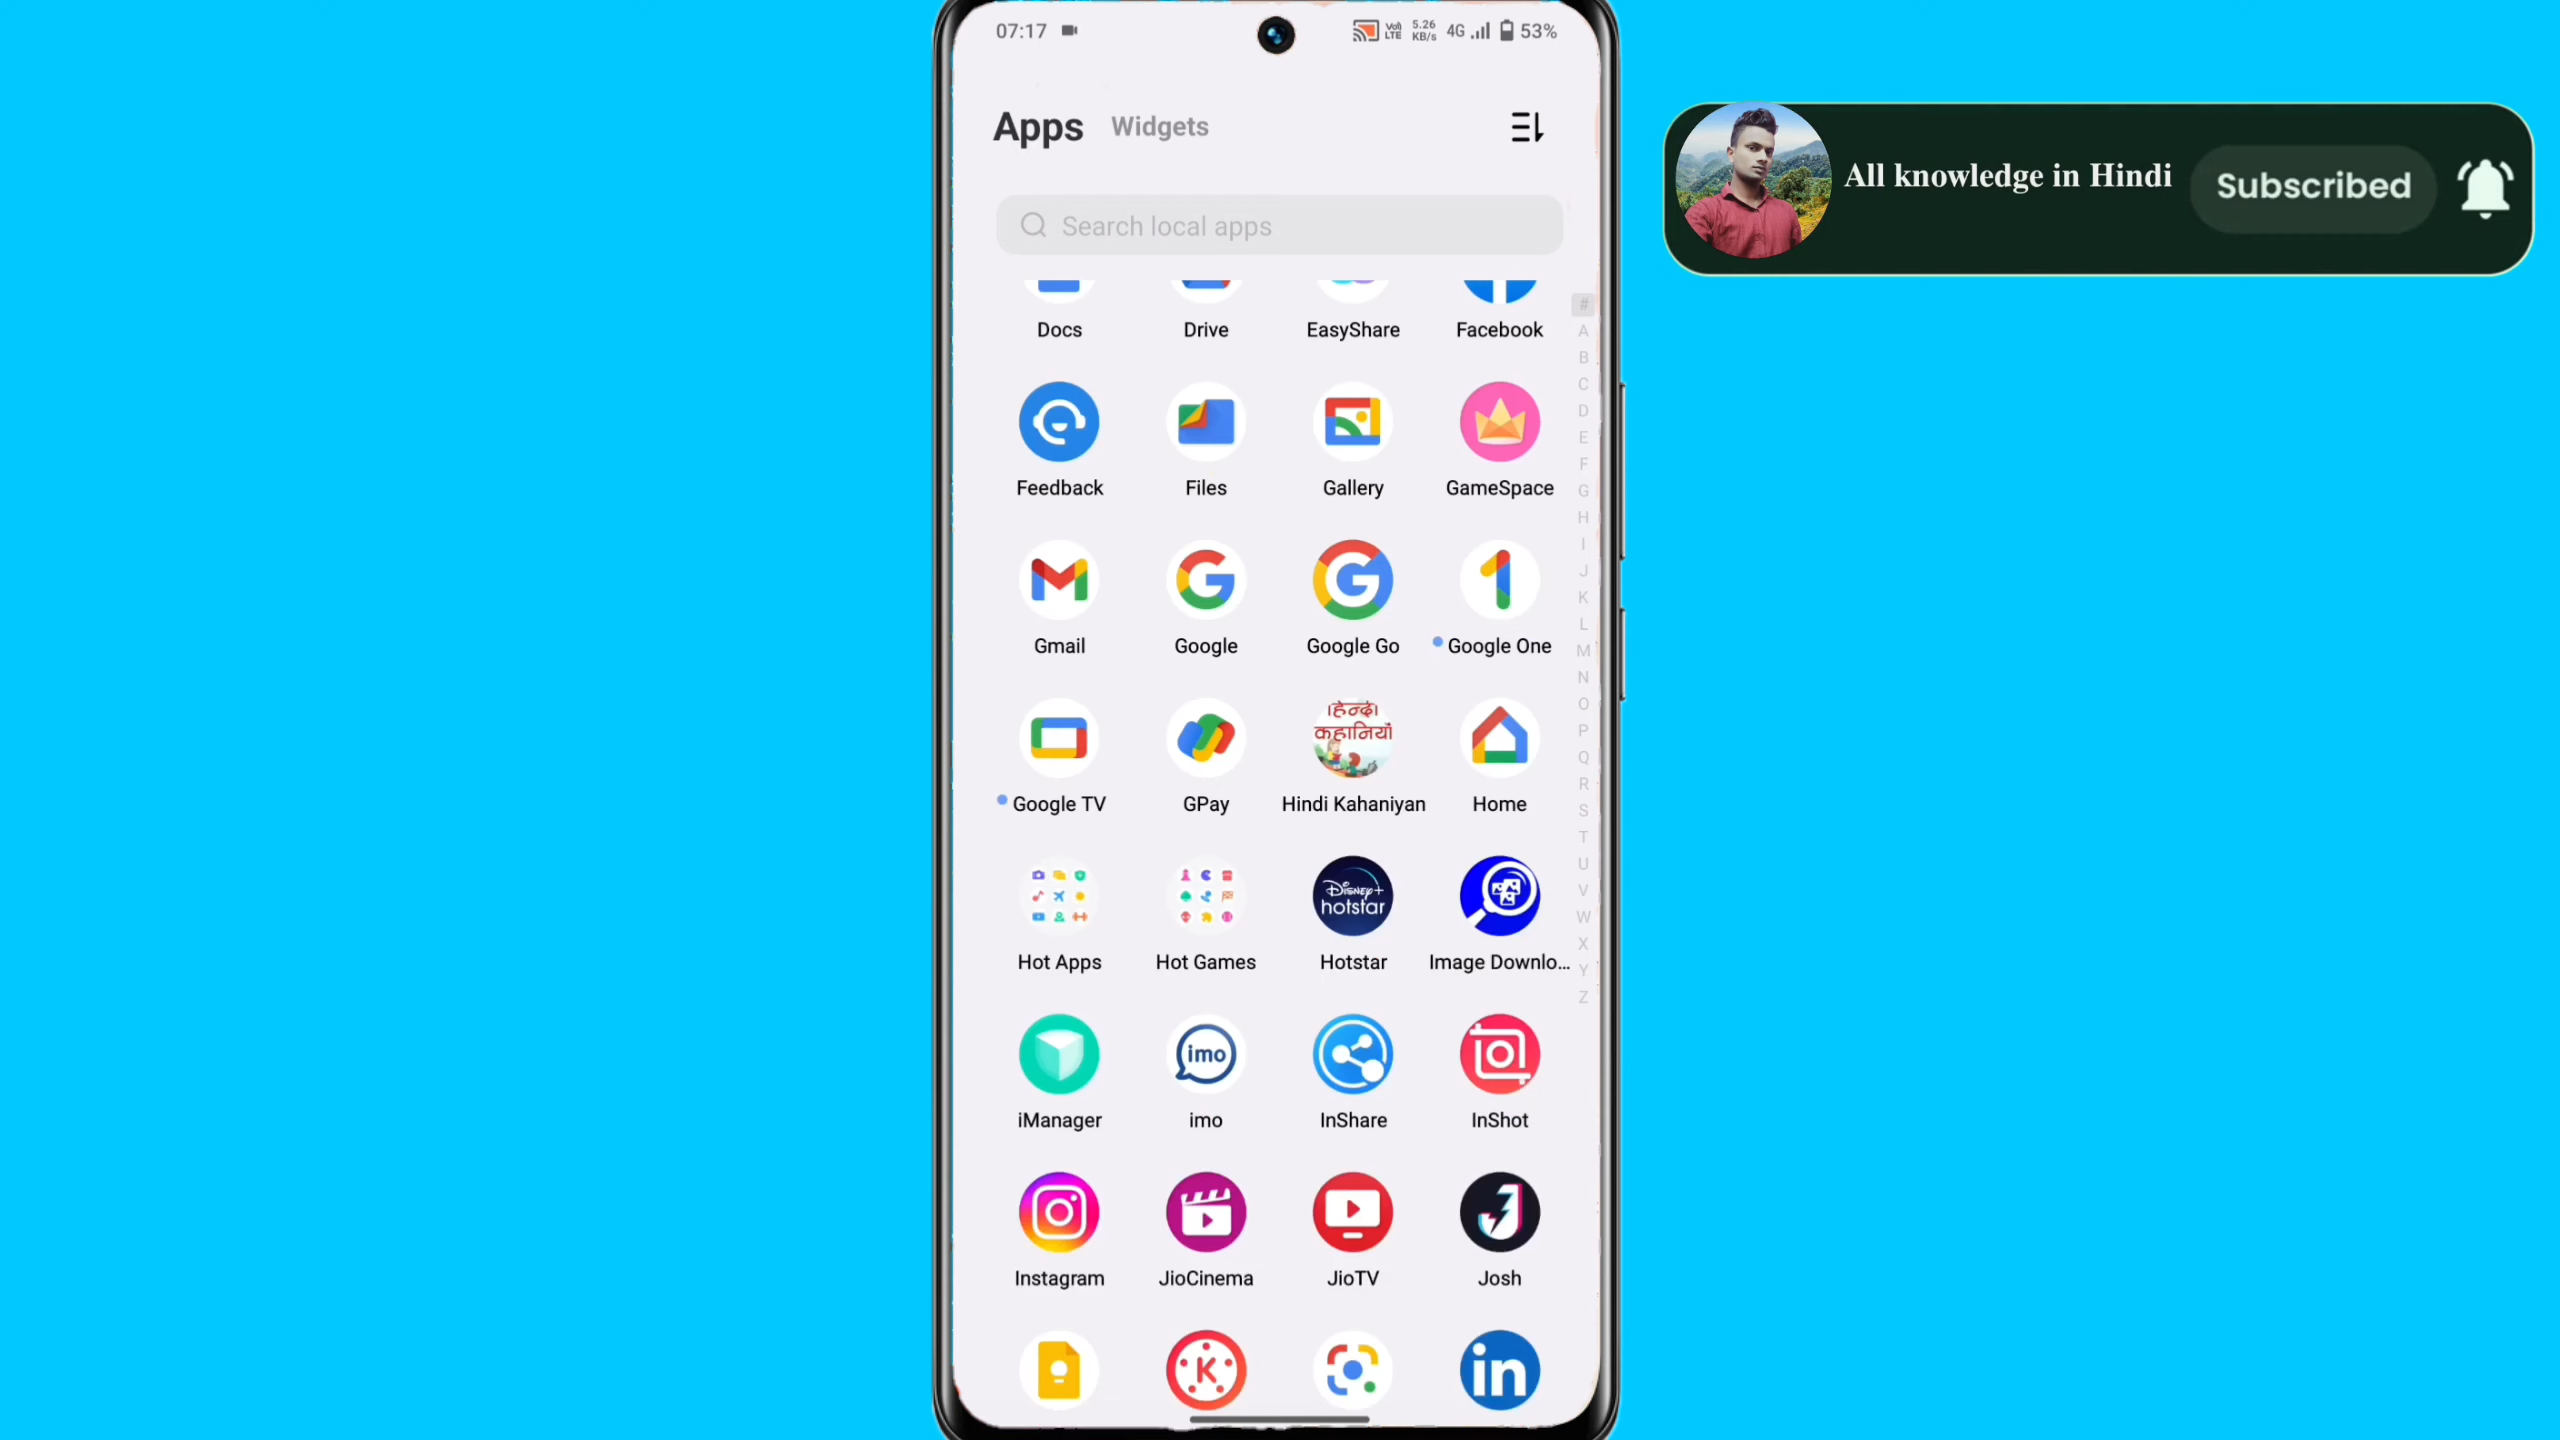 07:17
Vo)) LTE 5.26 KB/s 4G 53%
Apps Widgets
Search local apps
All knowledge in Hindi Subscribed
Docs Drive EasyShare Facebook
Feedback Files Gallery GameSpace
Gmail Google Google Go Google One
हिन्दी
कहानियाँ
Google TV GPay Hindi Kahaniyan Home
Disney+
hotstar
Hot Apps Hot Games Hotstar Image Downlo...
imo
iManager imo InShare InShot
Instagram JioCinema JioTV Josh
K in
#
A
B
C
D
E
F
G
H
I
J
K
L
M
N
O
P
Q
R
S
T
U
V
W
X
Y
Z